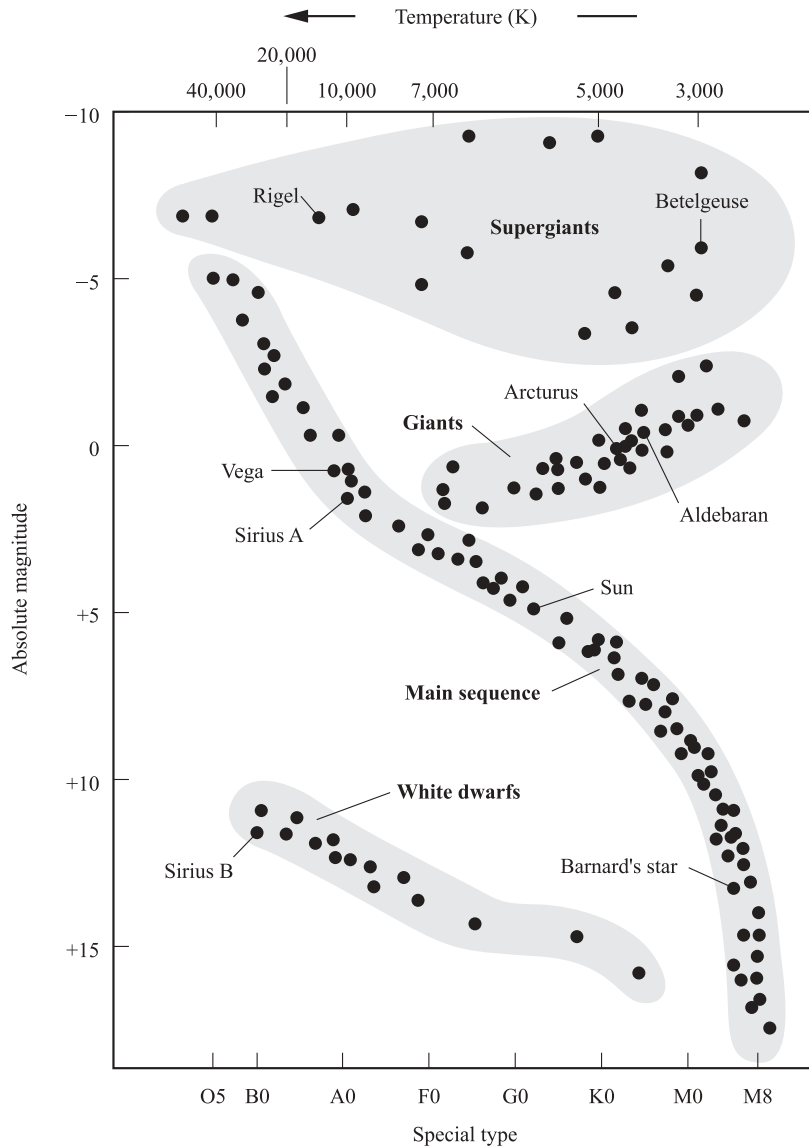 Temperature (K)
20,000
40,000 10,000 7,000 5,000 3,000
−10
Rigel
Betelgeuse
Supergiants
−5
Arcturus
Giants
0
Vega
Aldebaran
Sirius A
Absolute magnitude
Sun
+5
Main sequence
+10
White dwarfs
Barnard's star
Sirius B
+15
O5 B0 A0 F0 G0 K0 M0 M8
Special type